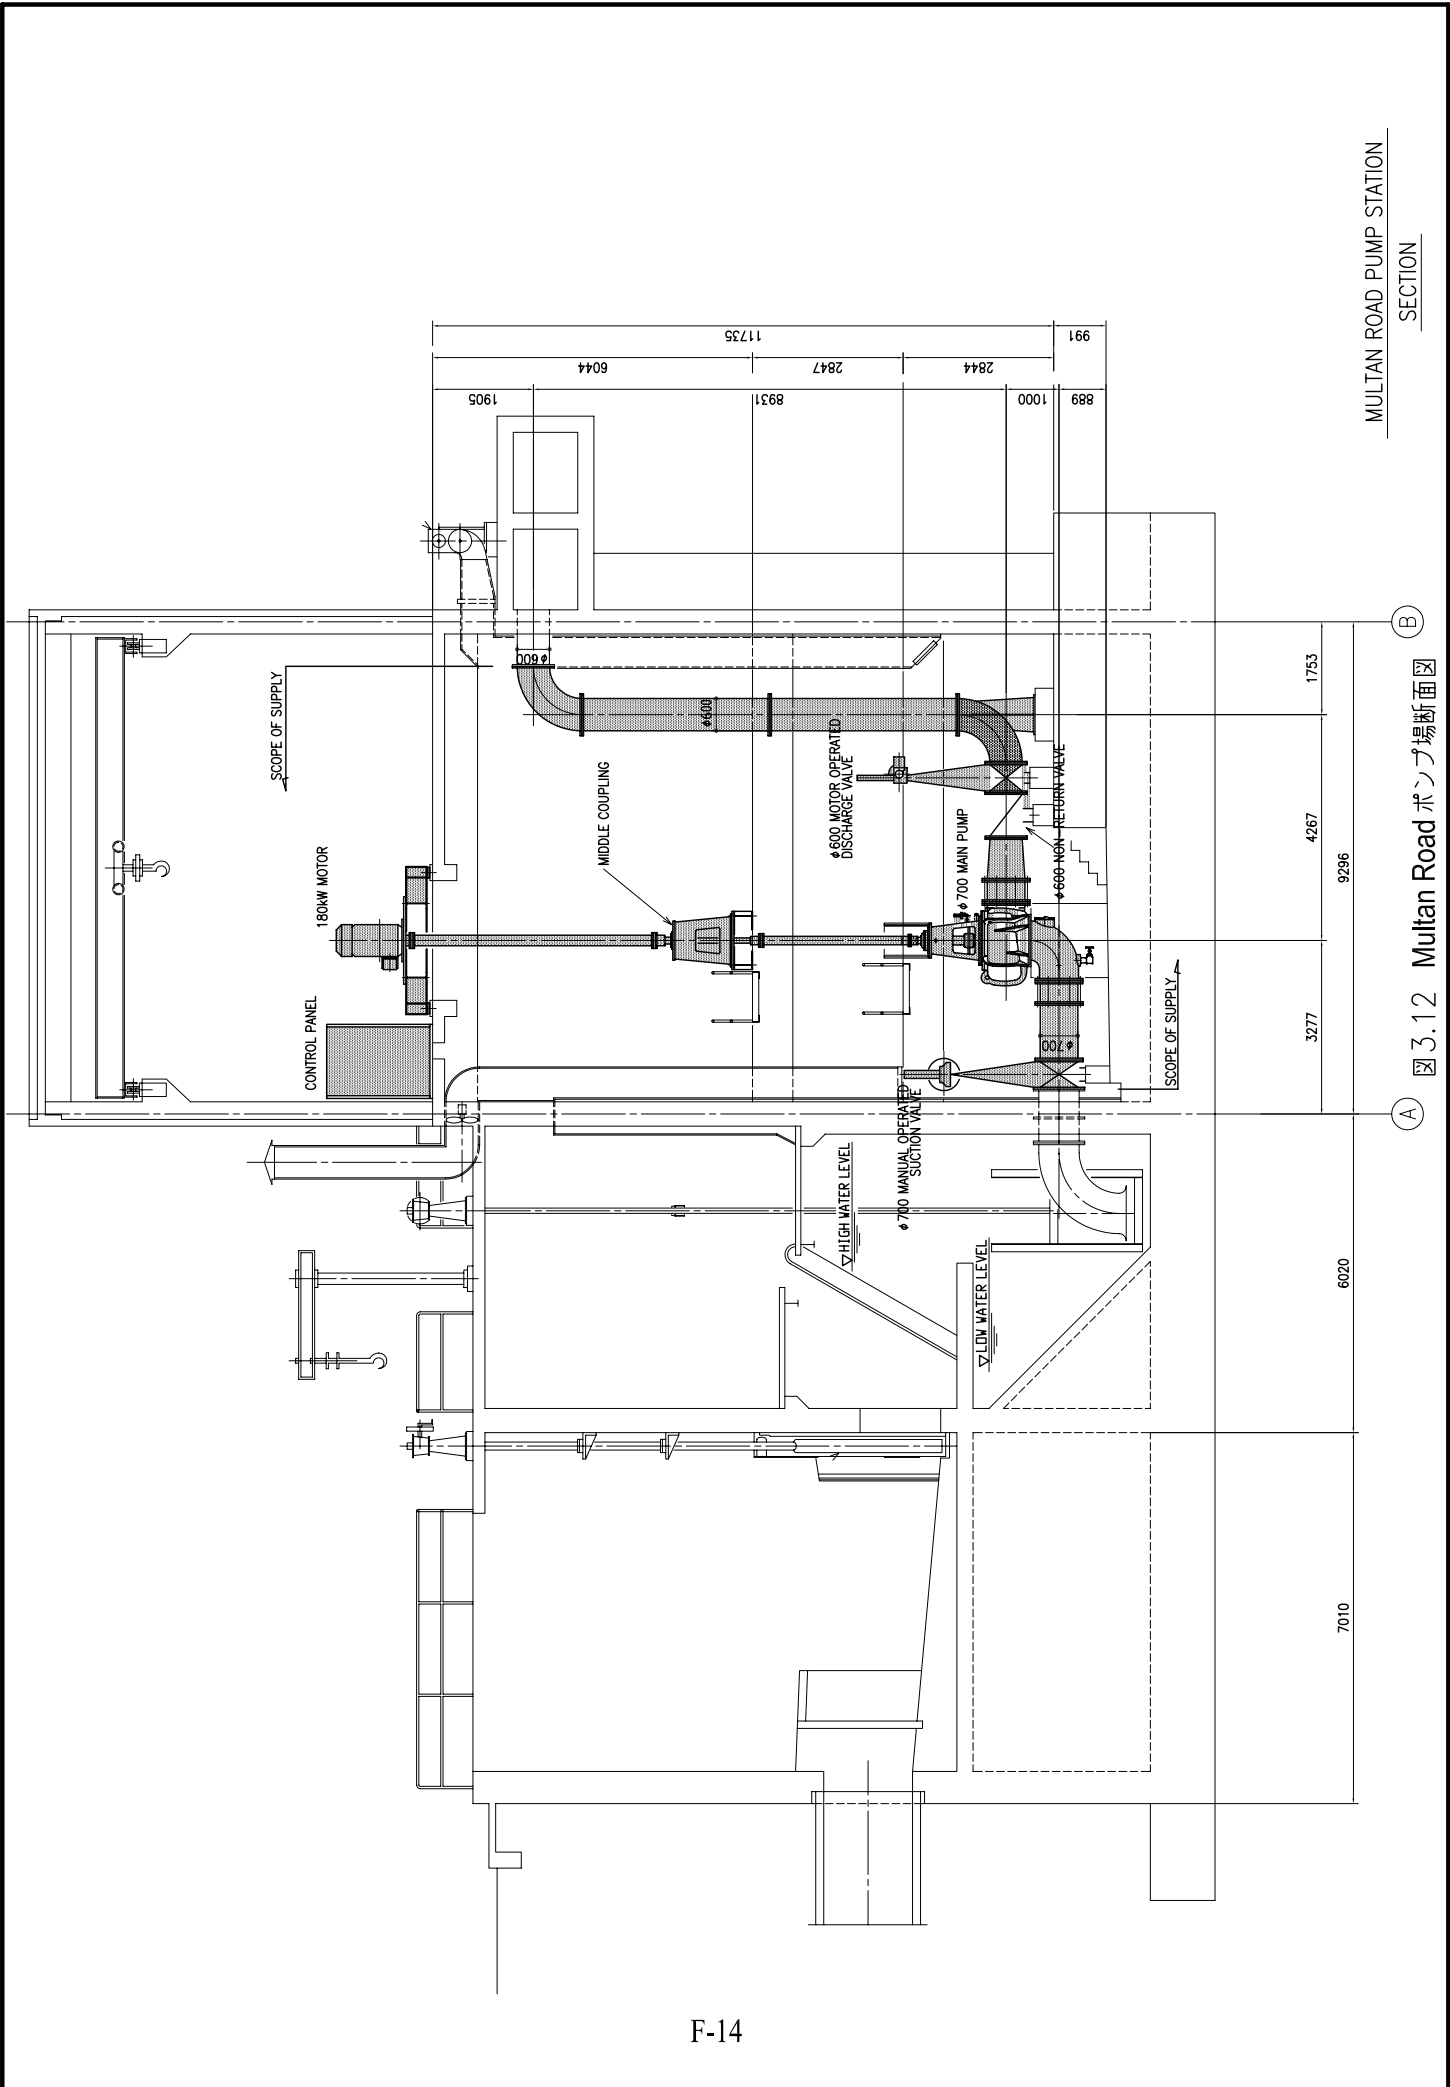 SCOPE OF SUPPLY
180kW MOTOR
CONTROL PANEL
MIDDLE COUPLING
φ600
φ600
φ600 MOTOR OPERATED
DISCHARGE VALVE
φ700 MAIN PUMP
φ600 NON-RETURN VALVE
φ700
φ700 MANUAL OPERATED
SUCTION VALVE
SCOPE OF SUPPLY
▽HIGH WATER LEVEL
▽LOW WATER LEVEL
1905
8931
1000
889
6044
2847
2844
11735
991
7010
6020
3277
4267
1753
9296
A
B
MULTAN ROAD PUMP STATION
SECTION
図 3.12 Multan Road ポンプ場断面図
F-14